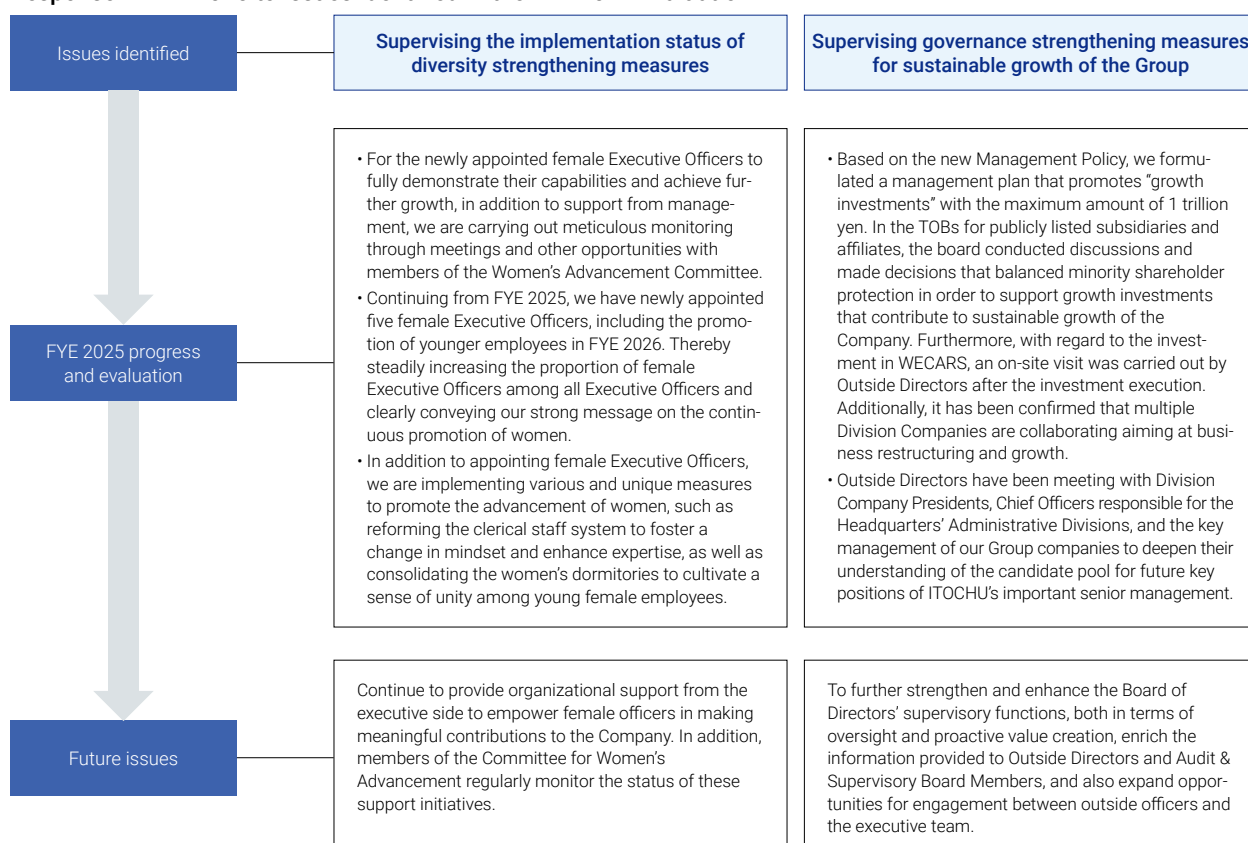 Issues identified
Supervising the implementation status of
diversity strengthening measures
Supervising governance strengthening measures
for sustainable growth of the Group
FYE 2025 progress
and evaluation
• For the newly appointed female Executive Officers to
fully demonstrate their capabilities and achieve fur-
ther growth, in addition to support from manage-
ment, we are carrying out meticulous monitoring
through meetings and other opportunities with
members of the Women's Advancement Committee.
• Continuing from FYE 2025, we have newly appointed
five female Executive Officers, including the promo-
tion of younger employees in FYE 2026. Thereby
steadily increasing the proportion of female
Executive Officers among all Executive Officers and
clearly conveying our strong message on the contin-
uous promotion of women.
• In addition to appointing female Executive Officers,
we are implementing various and unique measures
to promote the advancement of women, such as
reforming the clerical staff system to foster a
change in mindset and enhance expertise, as well as
consolidating the women's dormitories to cultivate a
sense of unity among young female employees.
• Based on the new Management Policy, we formu-
lated a management plan that promotes "growth
investments" with the maximum amount of 1 trillion
yen. In the TOBs for publicly listed subsidiaries and
affiliates, the board conducted discussions and
made decisions that balanced minority shareholder
protection in order to support growth investments
that contribute to sustainable growth of the
Company. Furthermore, with regard to the invest-
ment in WECARS, an on-site visit was carried out by
Outside Directors after the investment execution.
Additionally, it has been confirmed that multiple
Division Companies are collaborating aiming at busi-
ness restructuring and growth.
• Outside Directors have been meeting with Division
Company Presidents, Chief Officers responsible for the
Headquarters' Administrative Divisions, and the key
management of our Group companies to deepen their
understanding of the candidate pool for future key
positions of ITOCHU's important senior management.
Future issues
Continue to provide organizational support from the
executive side to empower female officers in making
meaningful contributions to the Company. In addition,
members of the Committee for Women's
Advancement regularly monitor the status of these
support initiatives.
To further strengthen and enhance the Board of
Directors' supervisory functions, both in terms of
oversight and proactive value creation, enrich the
information provided to Outside Directors and Audit &
Supervisory Board Members, and also expand oppor-
tunities for engagement between outside officers and
the executive team.